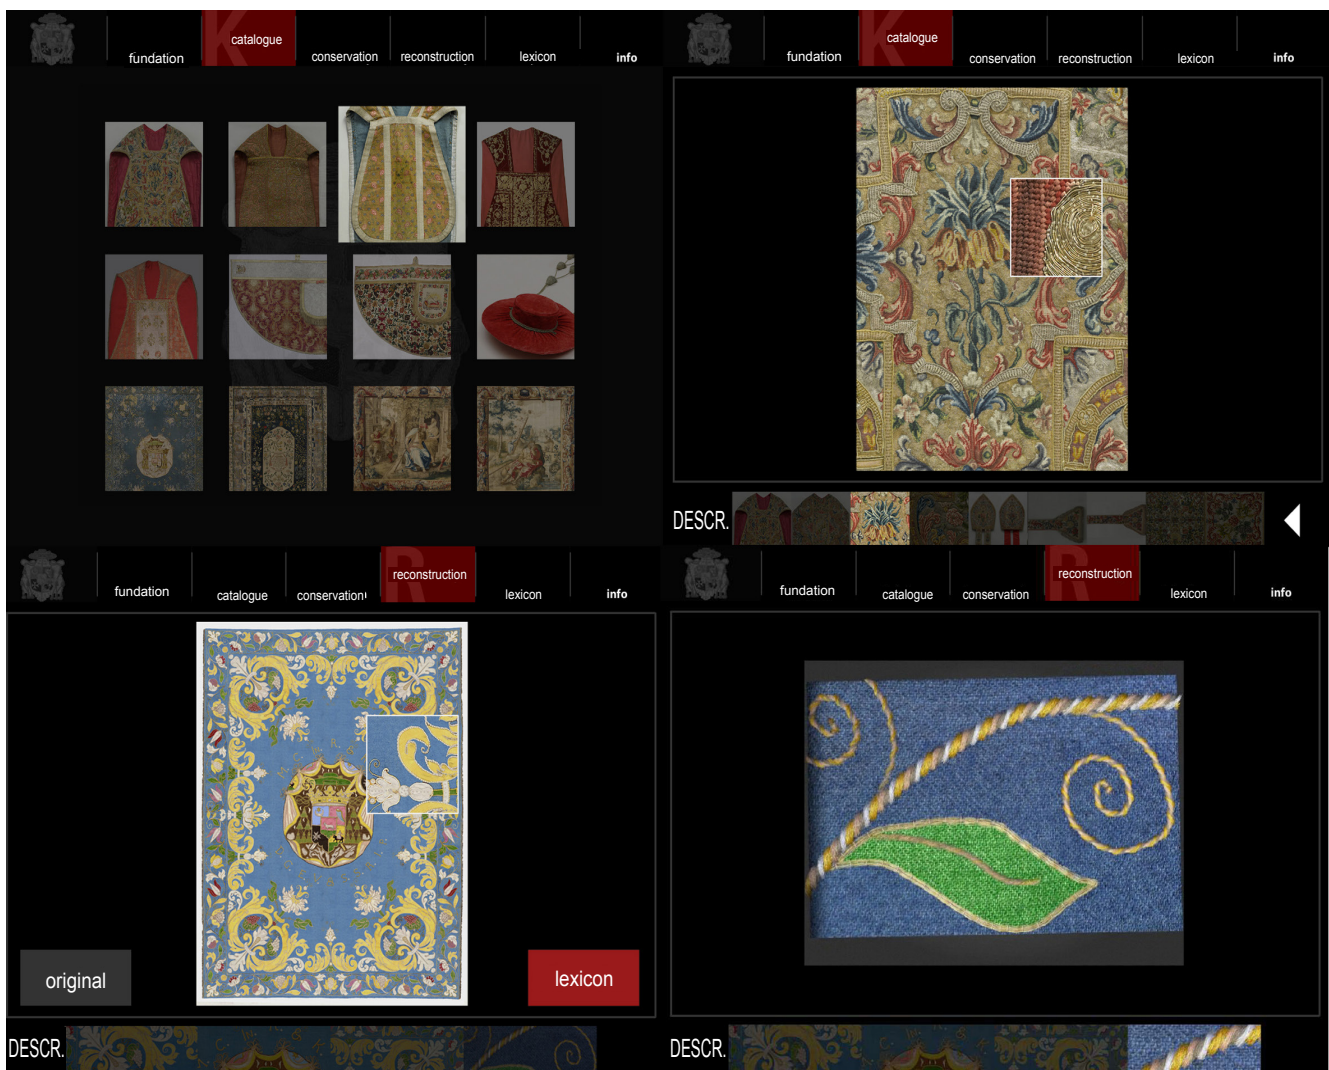 fundation
K
catalogue
conservation
reconstruction
lexicon
info
fundation
K
catalogue
conservation
reconstruction
lexicon
info
DESCR.
fundation
catalogue
conservation
R
reconstruction
lexicon
info
original
lexicon
DESCR.
fundation
catalogue
conservation
R
reconstruction
lexicon
info
DESCR.